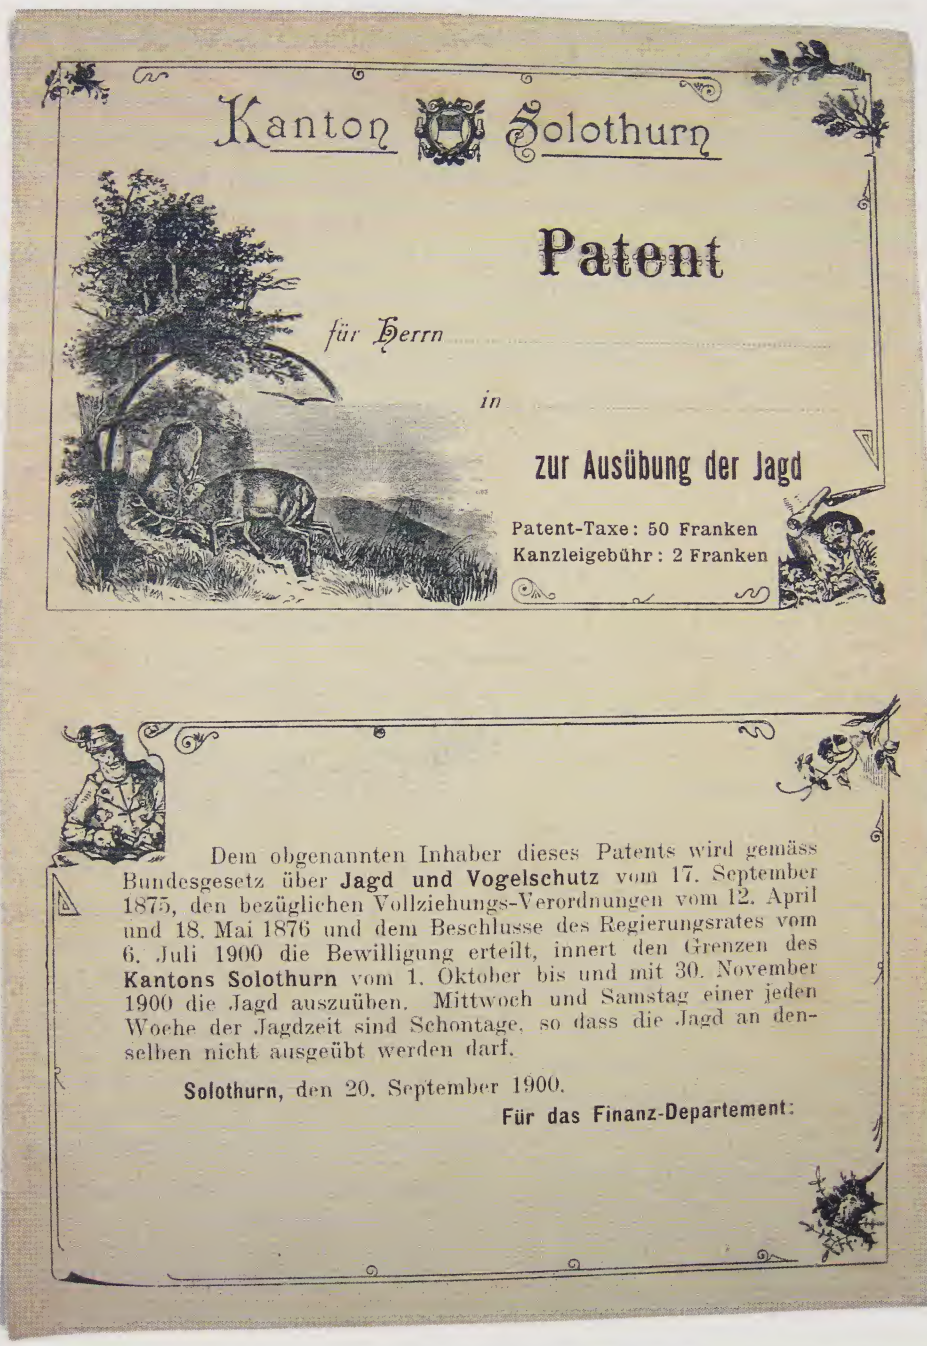 Kanton Solothurn
Patent
für Herrn
in
zur Ausübung der Jagd
Patent-Taxe: 50 Franken
Kanzleigebühr: 2 Franken
Dem obgenannten Inhaber dieses Patents wird gemäss
Bundesgesetz über Jagd und Vogelschutz vom 17. September
1875, den bezüglichen Vollziehungs-Verordnungen vom 12. April
und 18. Mai 1876 und dem Beschlusse des Regierungsrates vom
6. Juli 1900 die Bewilligung erteilt, innert den Grenzen des
Kantons Solothurn vom 1. Oktober bis und mit 30. November
1900 die Jagd auszuüben. Mittwoch und Samstag einer jeden
Woche der Jagdzeit sind Schontage, so dass die Jagd an den-
selben nicht ausgeübt werden darf.
Solothurn, den 20. September 1900.
Für das Finanz-Departement: